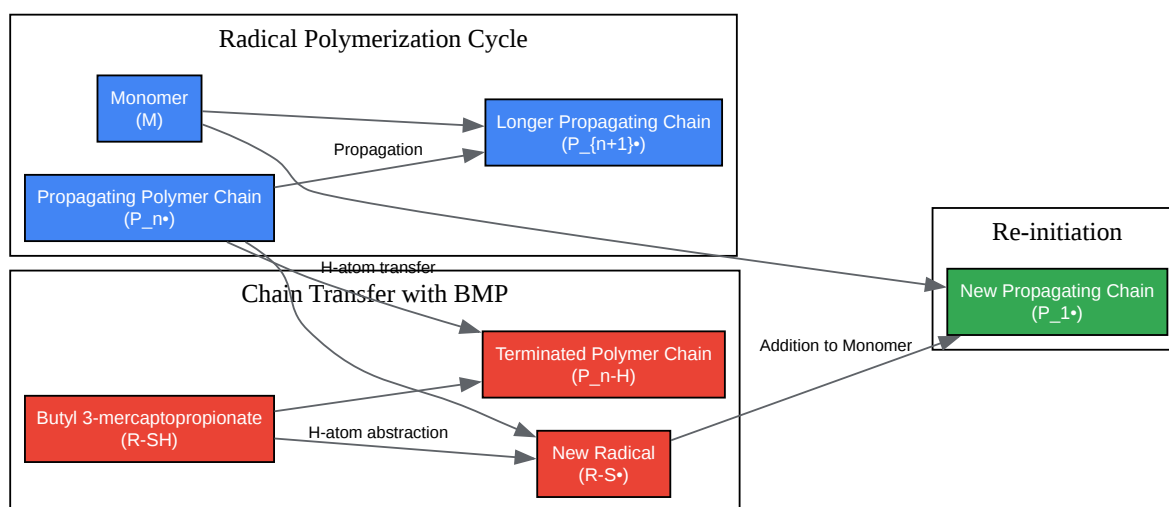 Radical Polymerization Cycle
Monomer
(M)
Longer Propagating Chain
(P_{n+1}•)
Propagation
Propagating Polymer Chain
(P_n•)
Re-initiation
H-atom transfer
Chain Transfer with BMP
New Propagating Chain
(P_1•)
Terminated Polymer Chain
(P_n-H)
Addition to Monomer
Butyl 3-mercaptopropionate
(R-SH)
H-atom abstraction
New Radical
(R-S•)